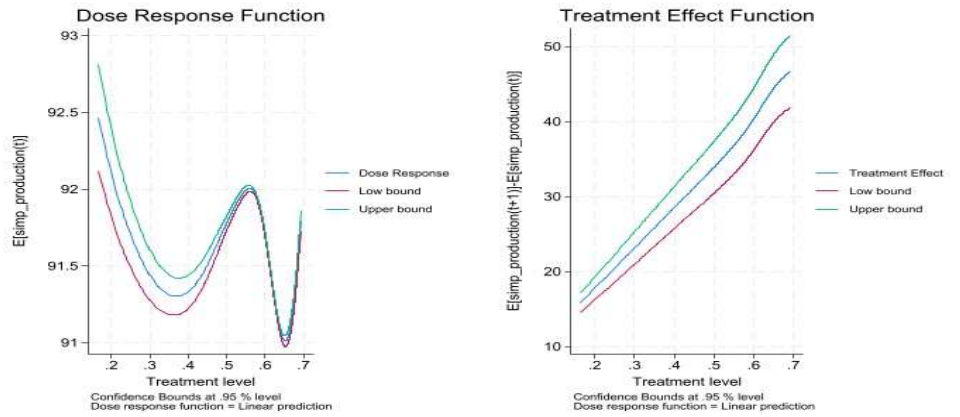 Dose Response Function
E[simp_production(t)]
93
92.5
92
91.5
91
.2 .3 .4 .5 .6 .7
Treatment level
Confidence Bounds at .95 % level
Dose response function = Linear prediction
Dose Response
Low bound
Upper bound
Treatment Effect Function
E[simp_production(t+1)]-E[simp_production(t)]
50
40
30
20
10
.2 .3 .4 .5 .6 .7
Treatment level
Confidence Bounds at .95 % level
Dose response function = Linear prediction
Treatment Effect
Low bound
Upper bound